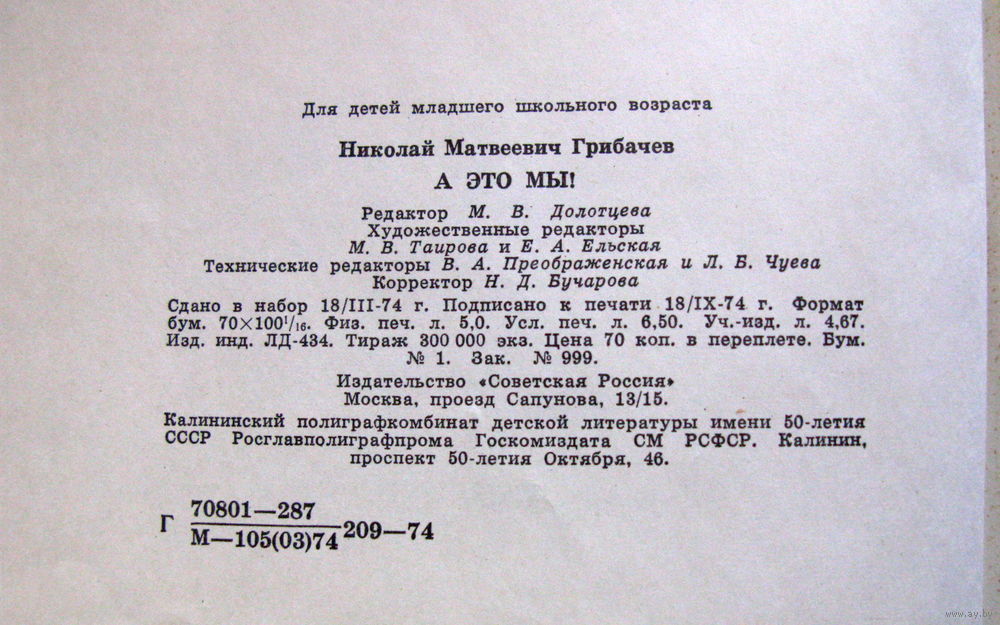 Для детей младшего школьного возраста
Николай Матвеевич Грибачев
А ЭТО МЫ!
Редактор М. В. Долотцева
Художественные редакторы
М. В. Таирова и Е. А. Ельская
Технические редакторы В. А. Преображенская и Л. Б. Чуева
Корректор Н. Д. Бучарова
Сдано в набор 18/III-74 г. Подписано к печати 18/IX-74 г. Формат
бум. 70×100¹/₁₆. Физ. печ. л. 5,0. Усл. печ. л. 6,50. Уч.-изд. л. 4,67.
Изд. инд. ЛД-434. Тираж 300 000 экз. Цена 70 коп. в переплете. Бум.
№ 1. Зак. № 999.
Издательство «Советская Россия»
Москва, проезд Сапунова, 13/15.
Калининский полиграфкомбинат детской литературы имени 50-летия
СССР Росглавполиграфпрома Госкомиздата СМ РСФСР. Калинин,
проспект 50-летия Октября, 46.
Г 70801—287
М—105(03)74 209—74
www.ay.by